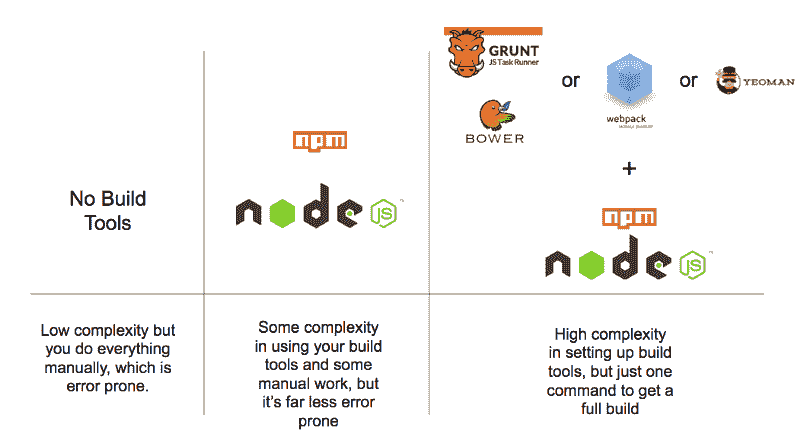 No Build
Tools
npm
node
JS
GRUNT
JS Task Runner
BOWER
or
webpack
MODULE BUNDLER
or
YEOMAN
+
npm
node
JS
Low complexity but
you do everything
manually, which is
error prone.
Some complexity
in using your build
tools and some
manual work, but
it's far less error
prone
High complexity
in setting up build
tools, but just one
command to get a
full build